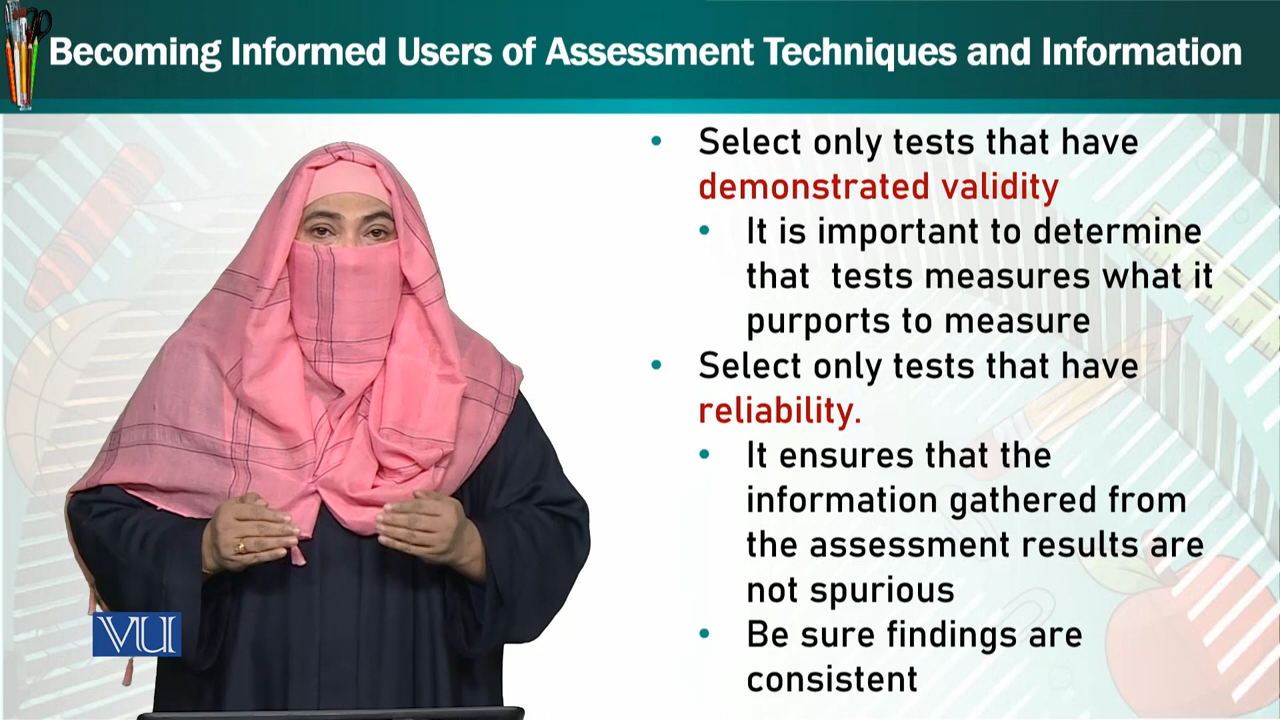 Becoming Informed Users of Assessment Techniques and Information
• Select only tests that have
demonstrated validity
• It is important to determine
that tests measures what it
purports to measure
• Select only tests that have
reliability.
• It ensures that the
information gathered from
the assessment results are
not spurious
• Be sure findings are
consistent
VU